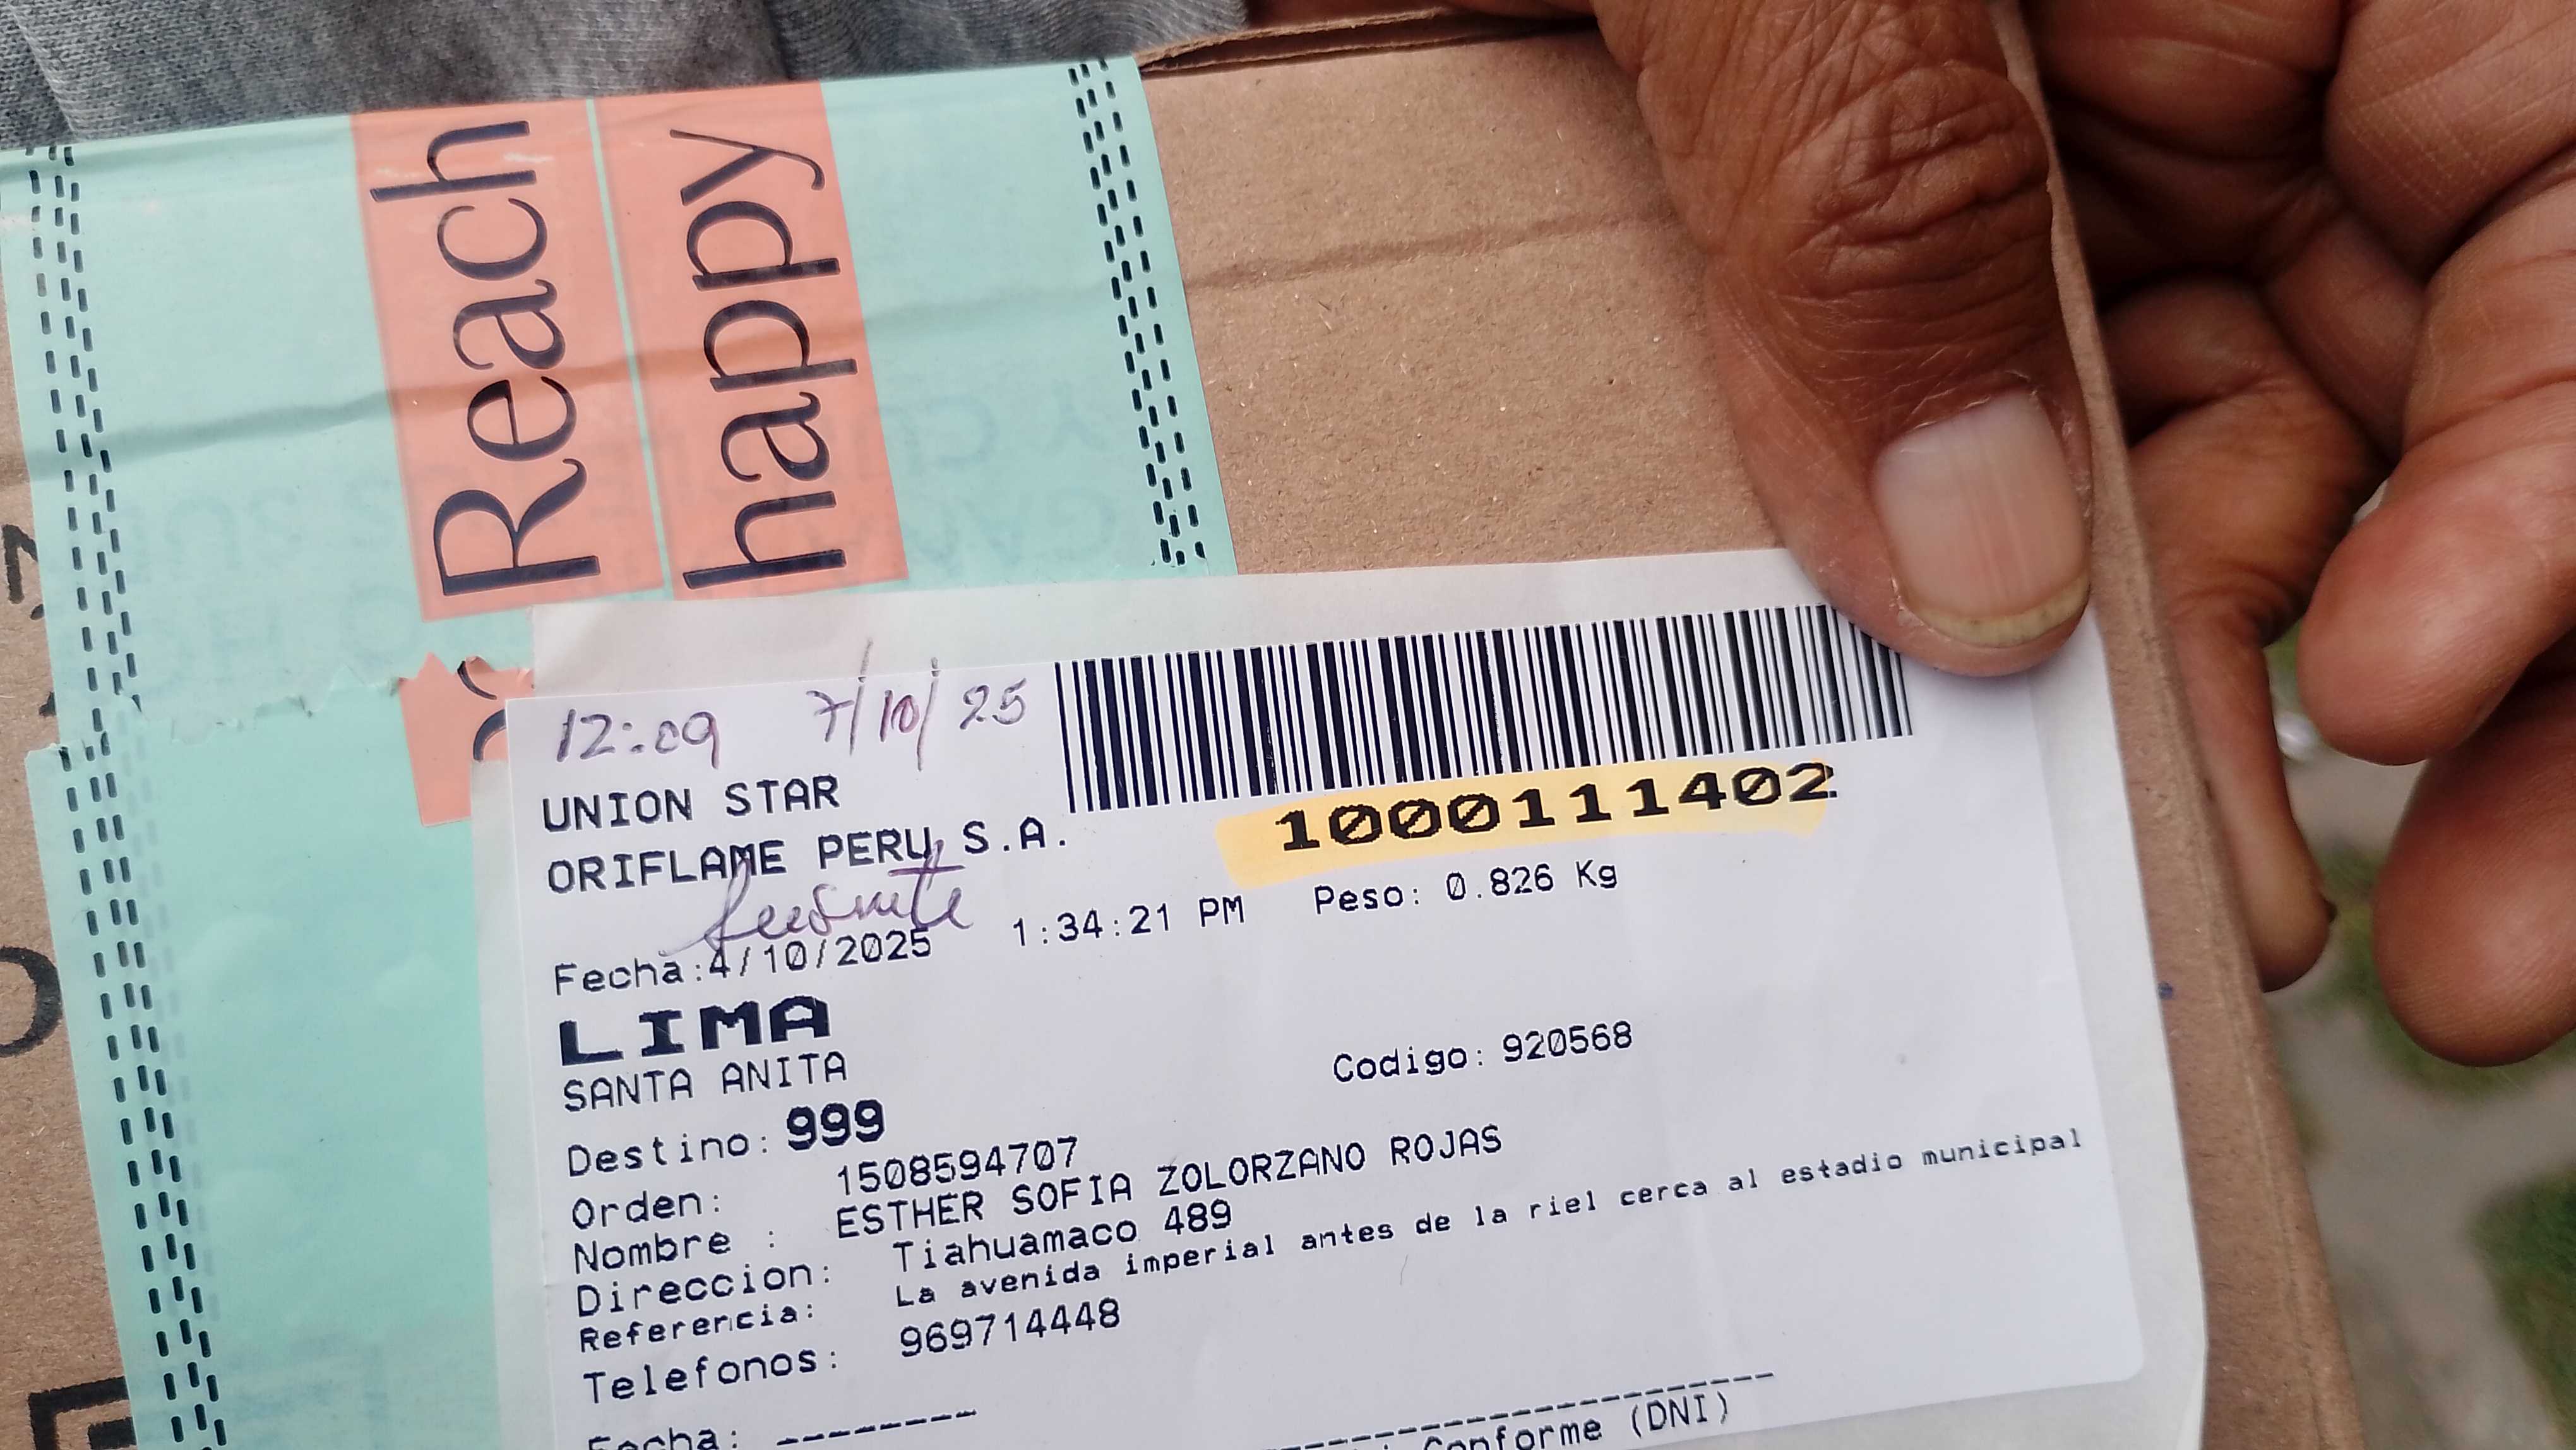 Reach
happy
12:09 7/10/25
UNION STAR
ORIFLAME PERU S.A.
1000111402
Fecha:4/10/2025 1:34:21 PM Peso: 0.826 Kg
LIMA
SANTA ANITA
Codigo: 920568
Destino: 999
Orden: 1508594707
Nombre : ESTHER SOFIA ZOLORZANO ROJAS
Direccion: Tiahuamaco 489
Referencia: La avenida imperial antes de la riel cerca al estadio municipal
Telefonos: 969714448
Fecha: --------
Conforme (DNI)